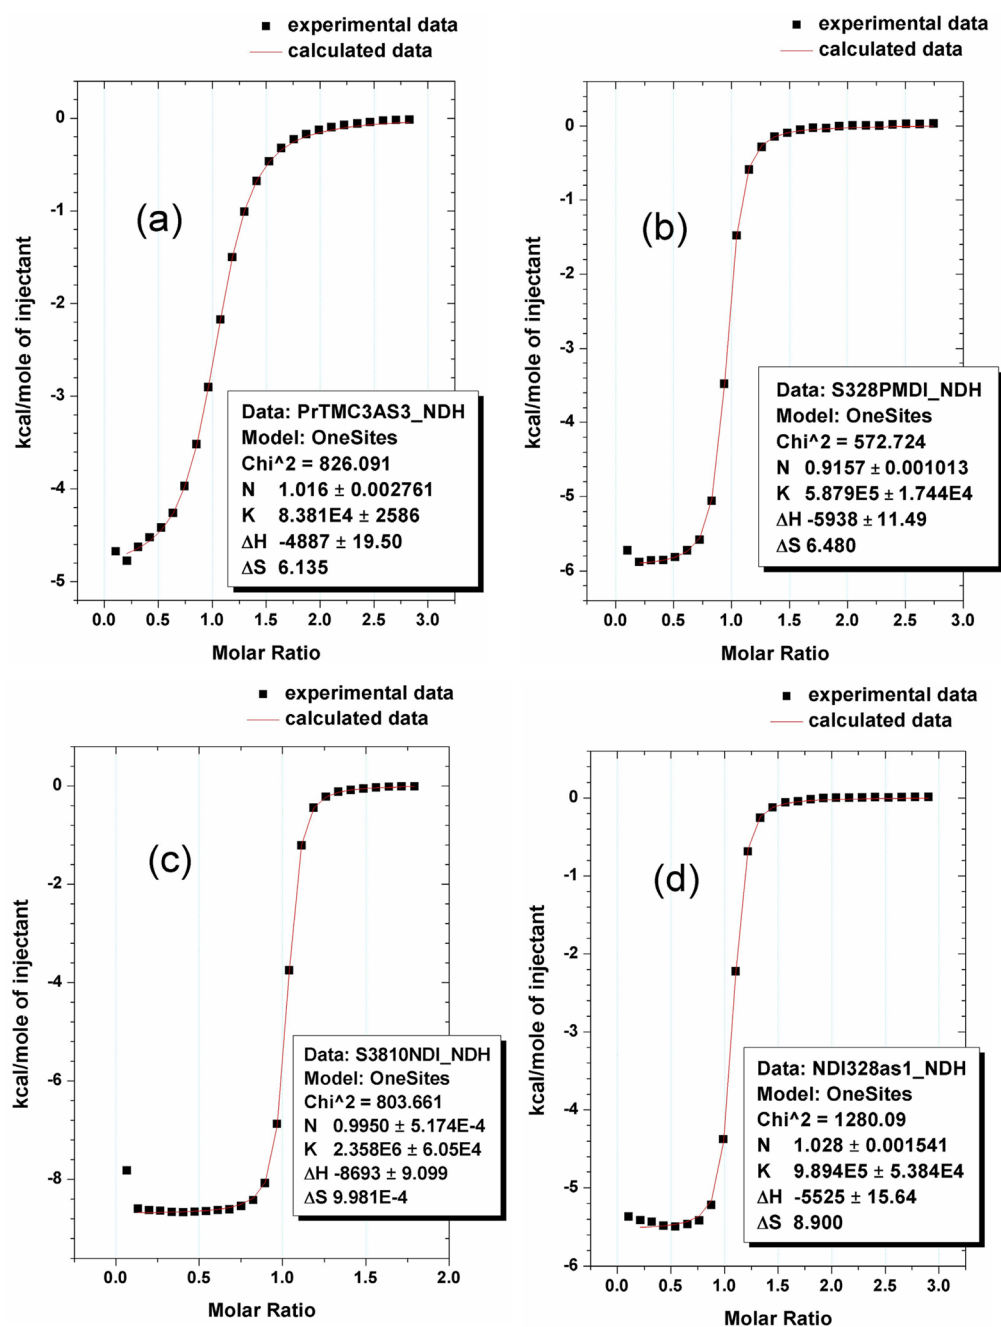 experimental data
calculated data
(a)
kcal/mole of injectant
0
-1
-2
-3
-4
-5
Data: PrTMC3AS3_NDH
Model: OneSites
Chi^2 = 826.091
N 1.016 ± 0.002761
K 8.381E4 ± 2586
ΔH -4887 ± 19.50
ΔS 6.135
0.0 0.5 1.0 1.5 2.0 2.5 3.0
Molar Ratio
experimental data
calculated data
(b)
kcal/mole of injectant
0
-1
-2
-3
-4
-5
-6
Data: S328PMDI_NDH
Model: OneSites
Chi^2 = 572.724
N 0.9157 ± 0.001013
K 5.879E5 ± 1.744E4
ΔH -5938 ± 11.49
ΔS 6.480
0.0 0.5 1.0 1.5 2.0 2.5 3.0
Molar Ratio
experimental data
calculated data
(c)
kcal/mole of injectant
0
-2
-4
-6
-8
Data: S3810NDI_NDH
Model: OneSites
Chi^2 = 803.661
N 0.9950 ± 5.174E-4
K 2.358E6 ± 6.05E4
ΔH -8693 ± 9.099
ΔS 9.981E-4
0.0 0.5 1.0 1.5 2.0
Molar Ratio
experimental data
calculated data
(d)
kcal/mole of injectant
0
-1
-2
-3
-4
-5
-6
Data: NDI328as1_NDH
Model: OneSites
Chi^2 = 1280.09
N 1.028 ± 0.001541
K 9.894E5 ± 5.384E4
ΔH -5525 ± 15.64
ΔS 8.900
0.0 0.5 1.0 1.5 2.0 2.5 3.0
Molar Ratio